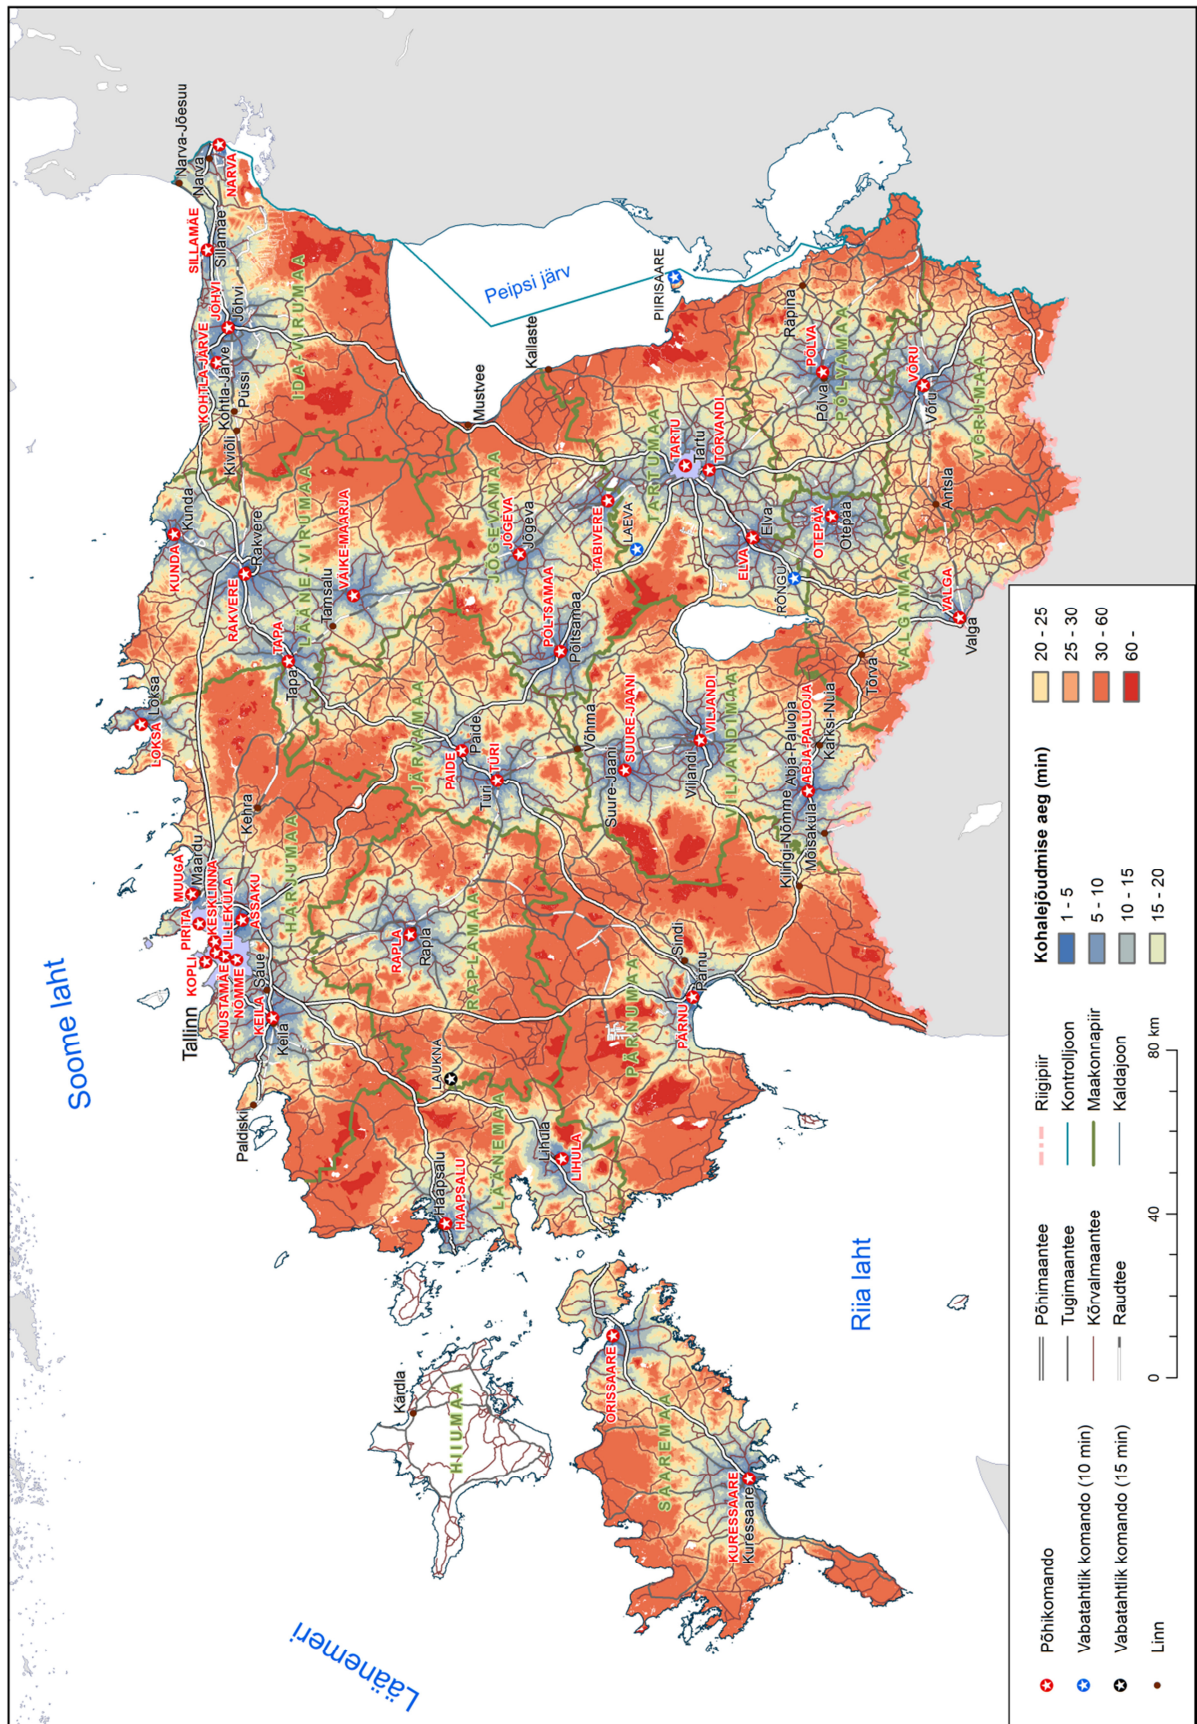 Soome laht
Läänemeri
Riia laht
Peipsi järv
Tallinn
KOPLI
PIRITA
MUUGA
Maardu
KESKLINNA
LILLEKÜLA
MUSTAMÄE
NÕMME
ASSAKU
Saue
KEILA
Keila
Paldiski
Kehra
HARJUMAA
LOKSA
Loksa
KUNDA
Kunda
RAKVERE
Rakvere
TAPA
Tapa
Tamsalu
VÄIKE-MAARJA
LÄÄNE-VIRUMAA
Kiviõli
Püssi
KOHTLA-JÄRVE
Kohtla-Järve
JÕHVI
Jõhvi
SILLAMÄE
Sillamäe
Narva-Jõesuu
Narva
NARVA
IDA-VIRUMAA
Mustvee
Kallaste
PIIRISAARE
JÕGEVAMAA
JÕGEVA
Jõgeva
PÕLTSAMAA
Põltsamaa
TABIVERE
LAEVA
TARTUMAA
TARTU
Tartu
TÕRVANDI
ELVA
Elva
RÕNGU
OTEPÄÄ
Otepää
PÕLVA
Põlva
PÕLVAMAA
Räpina
VÕRU
Võru
VÕRUMAA
Antsla
VALGAMAA
VALGA
Valga
Tõrva
JÄRVAMAA
PAIDE
Paide
TÜRI
Türi
Võhma
SUURE-JAANI
Suure-Jaani
VILJANDI
Viljandi
VILJANDIMAA
ABJA-PALUOJA
Abja-Paluoja
Karksi-Nuia
Mõisaküla
Kilingi-Nõmme
RAPLA
Rapla
RAPLAMAA
PÄRNUMAA
Sindi
Pärnu
PÄRNU
LAUKNA
LÄÄNEMAA
Lihula
LIHULA
Haapsalu
HAAPSALU
Kärdla
HIIUMAA
ORISSAARE
SAAREMAA
KURESSAARE
Kuressaare
Põhikomando
Vabatahtlik komando (10 min)
Vabatahtlik komando (15 min)
Linn
Põhimaantee
Tugimaantee
Kõrvalmaantee
Raudtee
Riigipiir
Kontrolljoon
Maakonnapiir
Kaldajoon
0 40 80 km
Kohalejõudmise aeg (min)
1 - 5
5 - 10
10 - 15
15 - 20
20 - 25
25 - 30
30 - 60
60 -